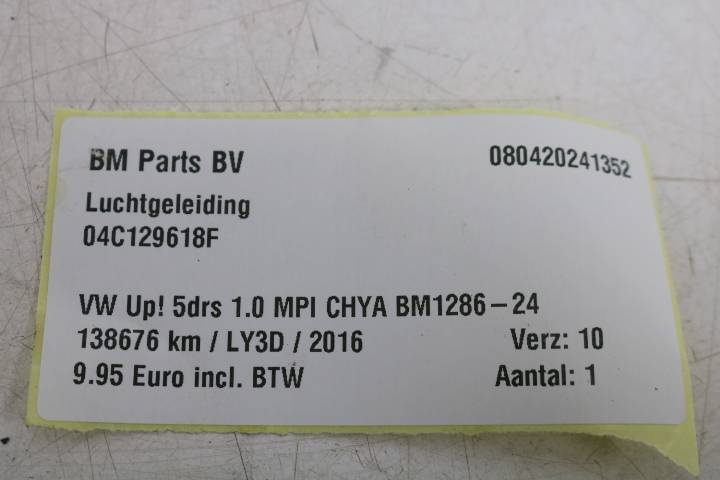 BM Parts BV 080420241352
Luchtgeleiding
04C129618F
VW Up! 5drs 1.0 MPI CHYA BM1286-24
138676 km / LY3D / 2016 Verz: 10
9.95 Euro incl. BTW Aantal: 1